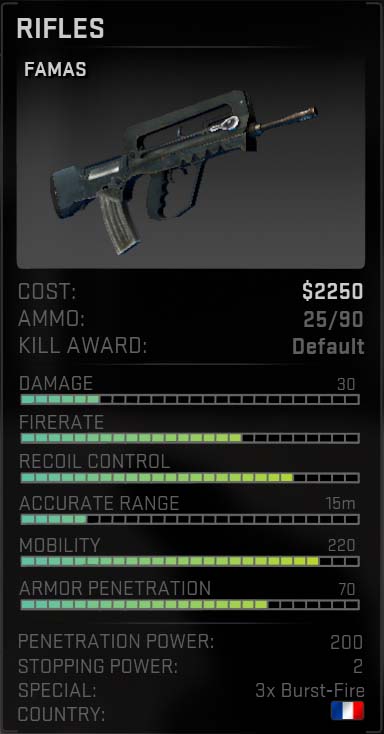 RIFLES
FAMAS
COST: $2250
AMMO: 25/90
KILL AWARD: Default
DAMAGE 30
FIRERATE
RECOIL CONTROL
ACCURATE RANGE 15m
MOBILITY 220
ARMOR PENETRATION 70
PENETRATION POWER: 200
STOPPING POWER: 2
SPECIAL: 3x Burst-Fire
COUNTRY: